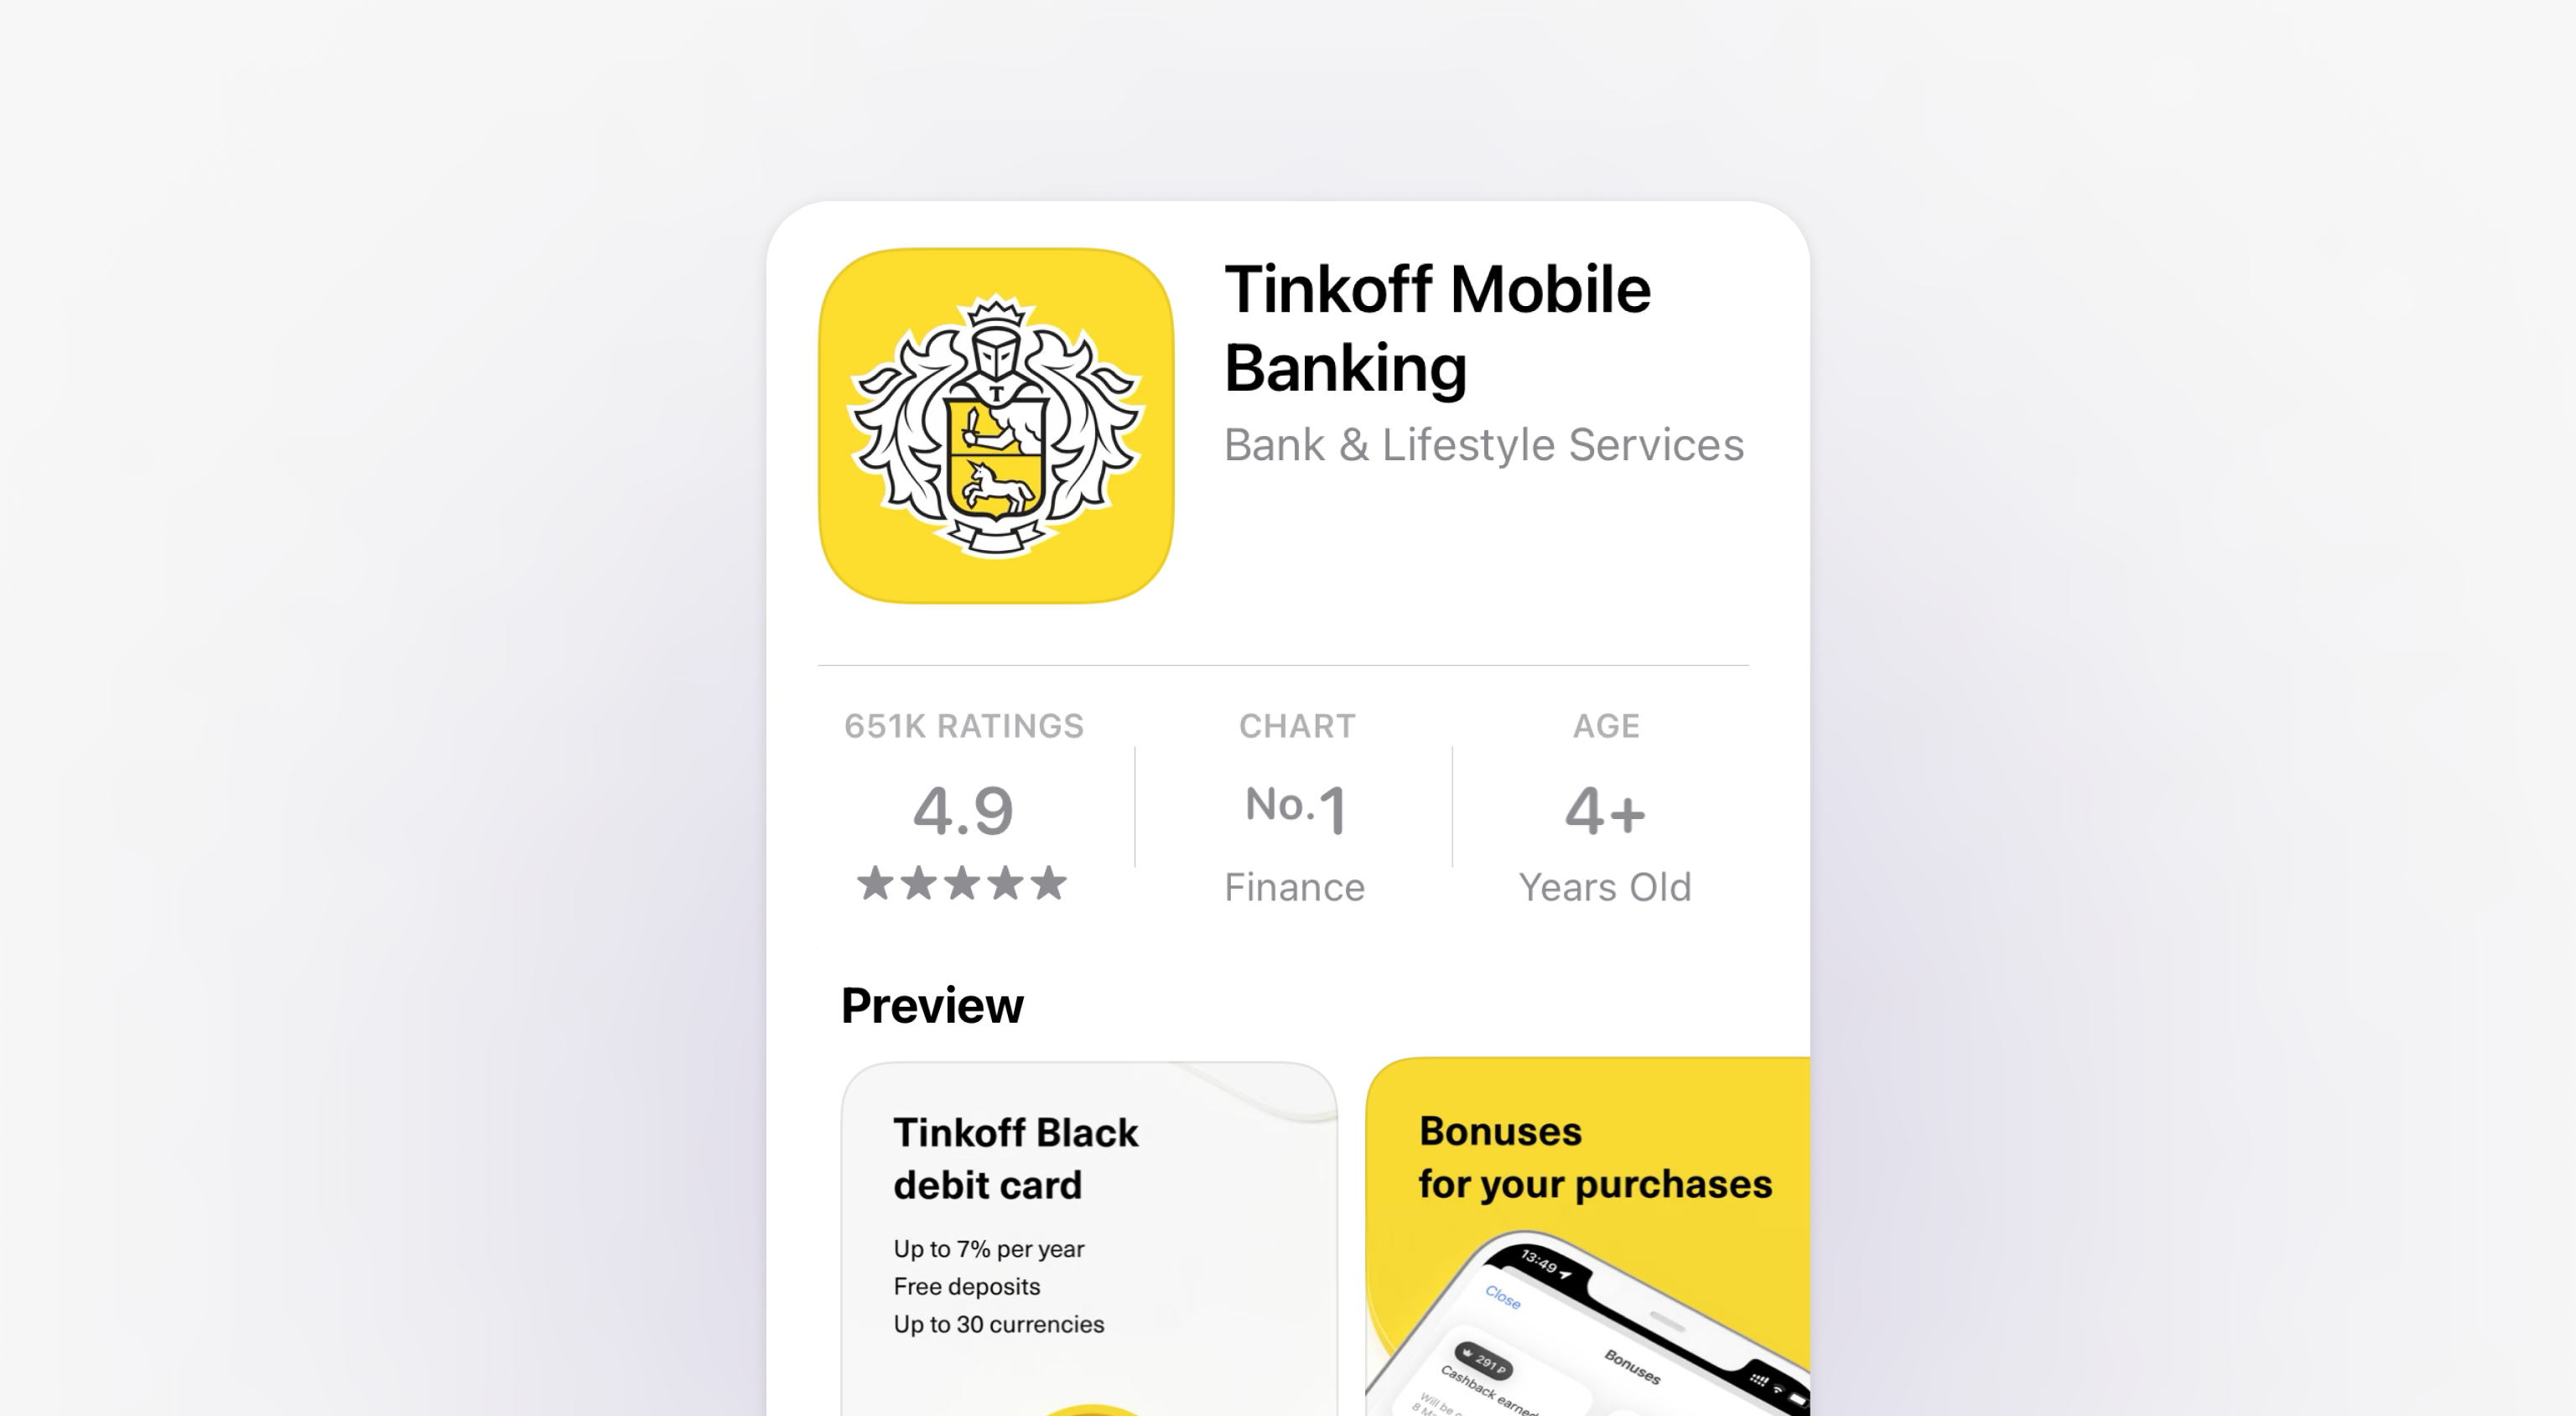 T
Tinkoff Mobile
Banking
Bank & Lifestyle Services
651K RATINGS
4.9
CHART
No.1
Finance
AGE
4+
Years Old
Preview
Tinkoff Black
debit card
Up to 7% per year
Free deposits
Up to 30 currencies
Bonuses
for your purchases
13:49
Close
Bonuses
291 ₽
Cashback earned
Will be